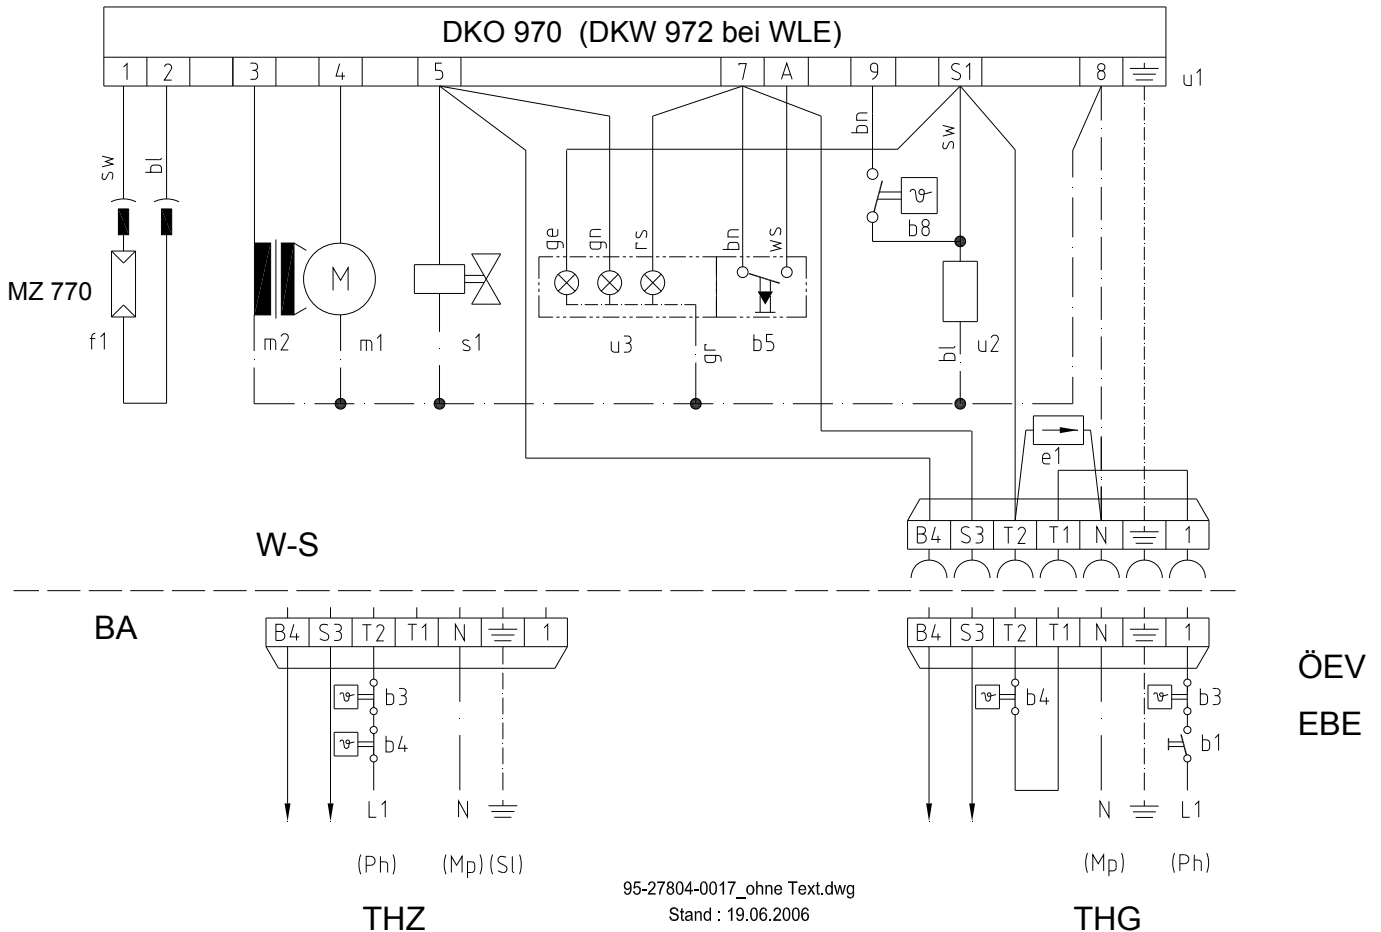 DKO 970 (DKW 972 bei WLE)
1 2 3 4 5 7 A 9 S1 8
u1
sw bl bn sw
ϑ
b8
ge gn rs bn ws
MZ 770
M
f1 m2 m1 s1 u3 gr b5 bl u2
e1
B4 S3 T2 T1 N 1
W-S
BA
B4 S3 T2 T1 N 1
B4 S3 T2 T1 N 1
ϑ b3
ϑ b4
ϑ b4
ϑ b3
b1
ÖEV
EBE
L1 N
N L1
(Ph) (Mp) (Sl)
(Mp) (Ph)
95-27804-0017_ohne Text.dwg
Stand : 19.06.2006
THZ
THG